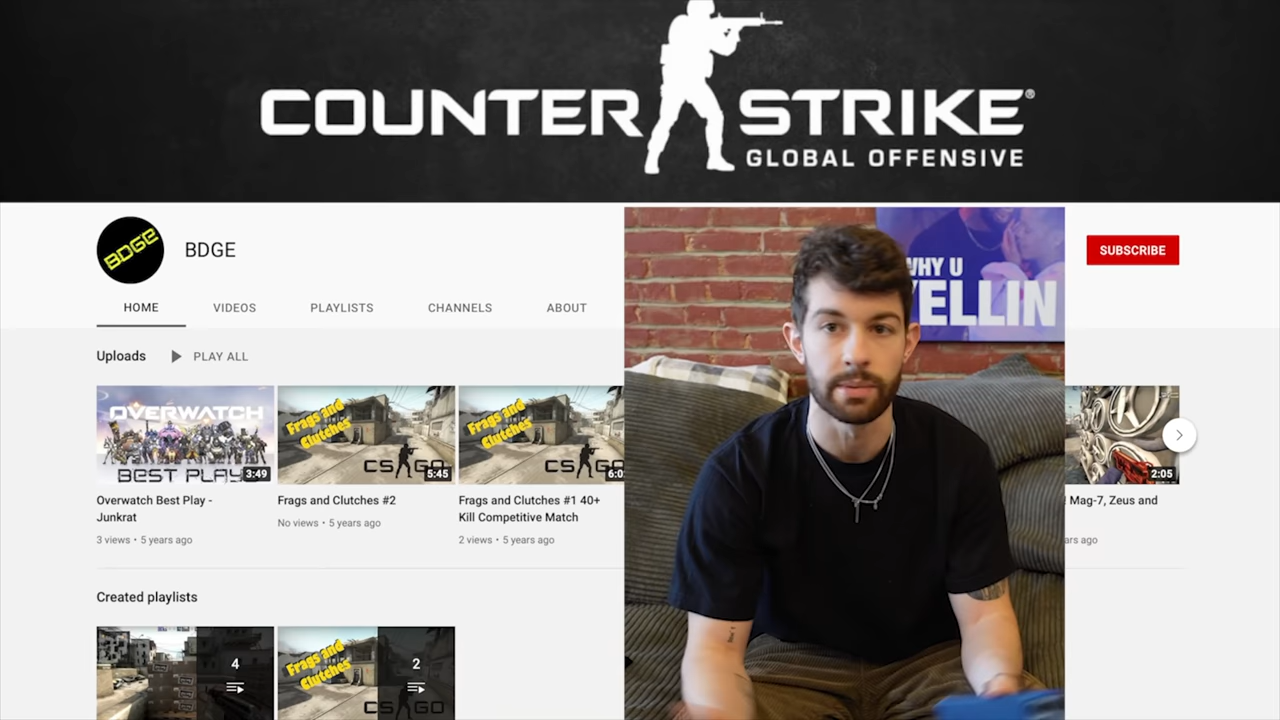 COUNTER STRIKE®
GLOBAL OFFENSIVE
BDGE
BDGE
SUBSCRIBE
HOME
VIDEOS
PLAYLISTS
CHANNELS
ABOUT
WHY U
YELLIN
Uploads
PLAY ALL
OVERWATCH
BEST PLAY
3:49
Frags and
Clutches
CS GO
5:45
Frags and
Clutches
CS GO
6:0
2:05
Overwatch Best Play -
Junkrat
3 views • 5 years ago
Frags and Clutches #2
No views • 5 years ago
Frags and Clutches #1 40+
Kill Competitive Match
2 views • 5 years ago
Mag-7, Zeus and
ars ago
Created playlists
4
Frags and
Clutches
CS GO
2